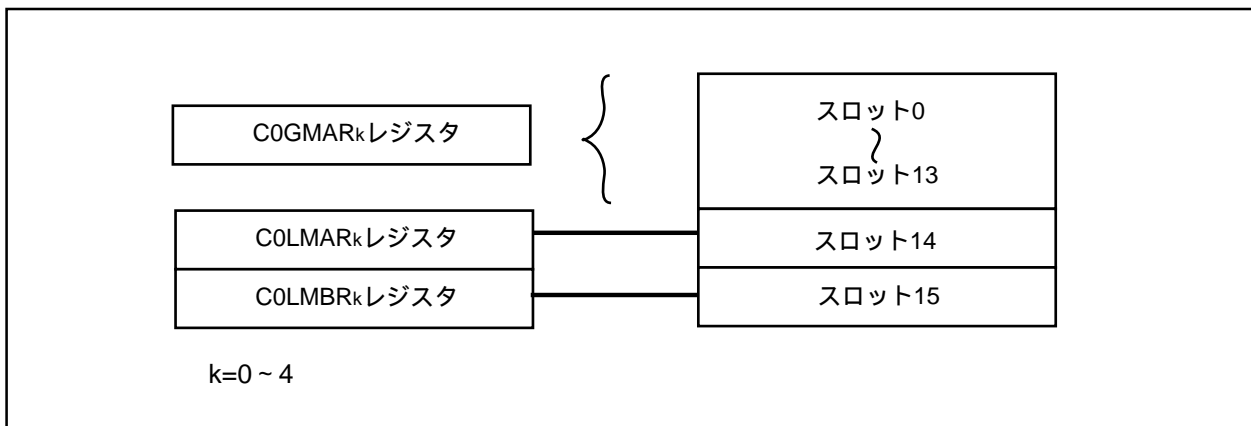 C0GMARkレジスタ
スロット0
～
スロット13
C0LMARkレジスタ
スロット14
C0LMBRkレジスタ
スロット15
k=0 ~ 4